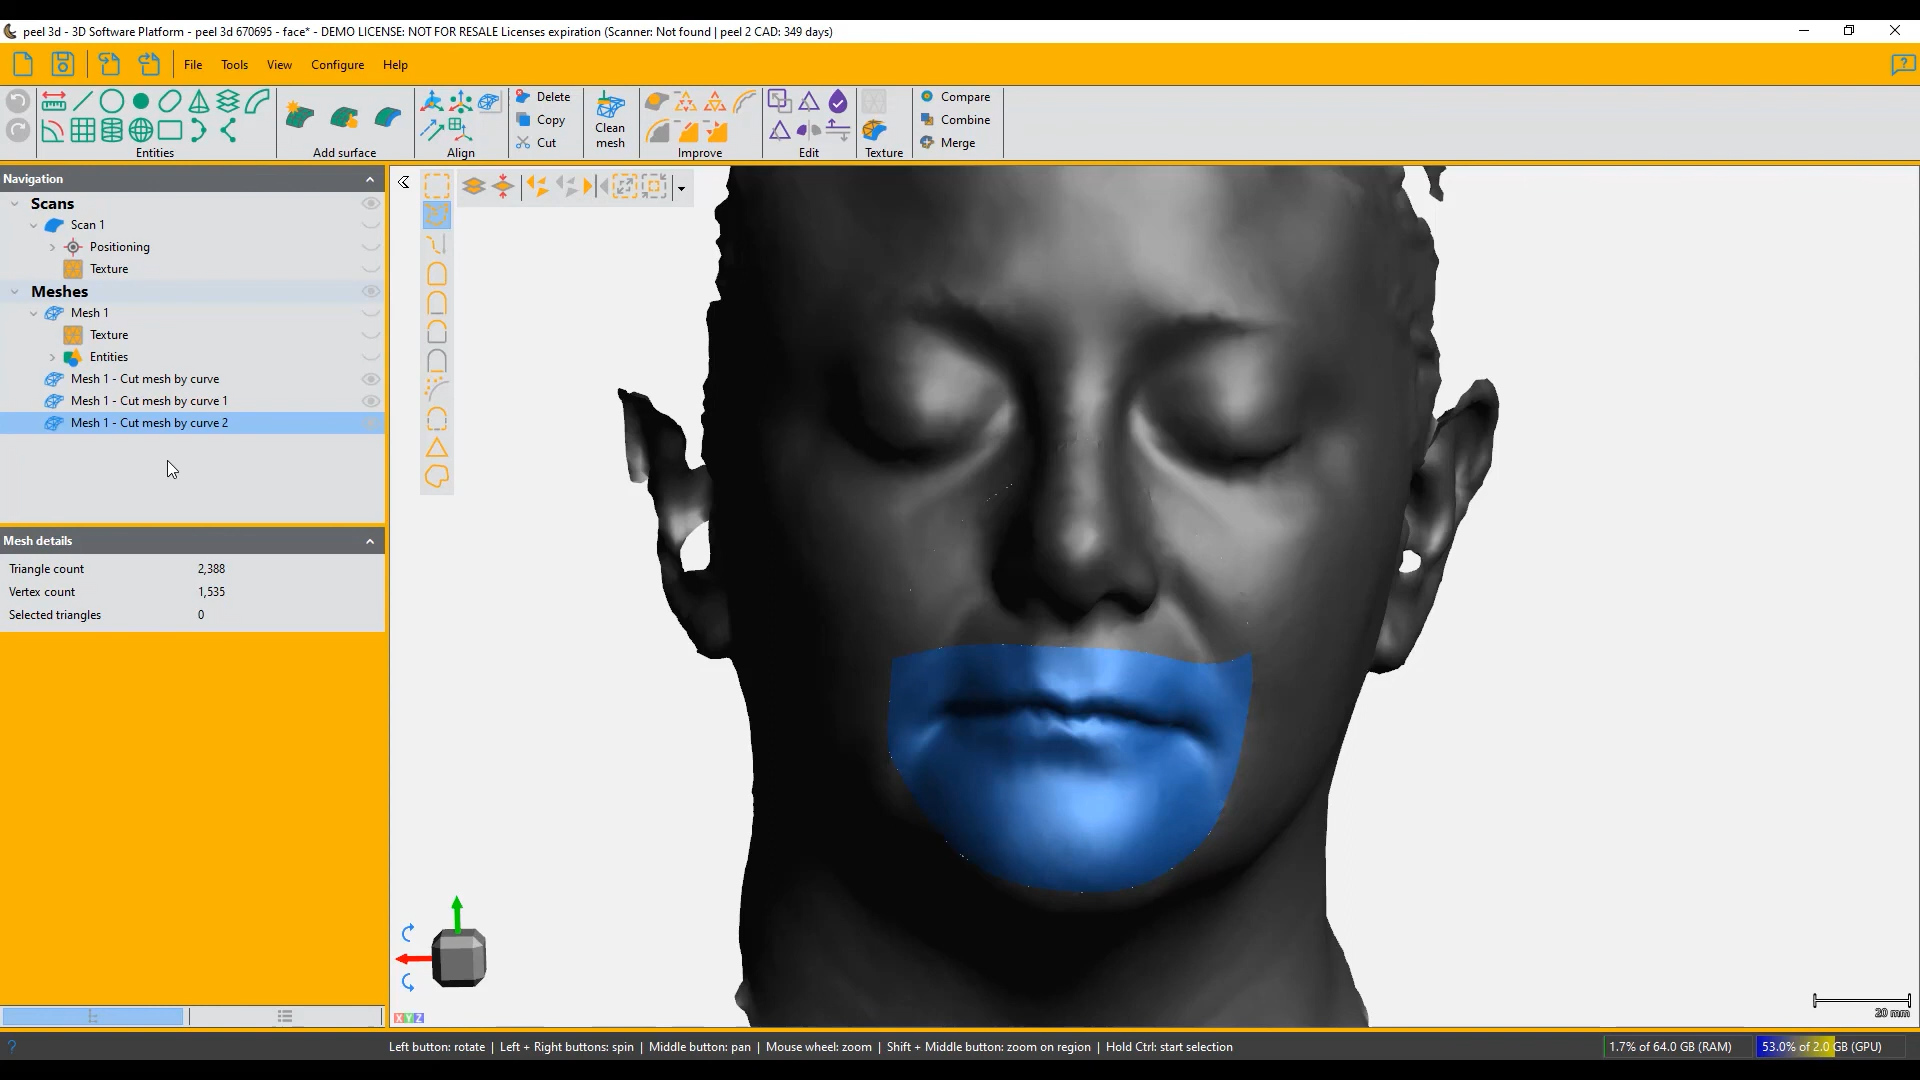 peel 3d - 3D Software Platform - peel 3d 670695 - face* - DEMO LICENSE: NOT FOR RESALE Licenses expiration (Scanner: Not found | peel 2 CAD: 349 days)
File Tools View Configure Help
Entities
Add surface
Align
Delete
Copy
Cut
Clean
mesh
Improve
Edit
Texture
Compare
Combine
Merge
Navigation
Scans
Scan 1
Positioning
Texture
Meshes
Mesh 1
Texture
Entities
Mesh 1 - Cut mesh by curve
Mesh 1 - Cut mesh by curve 1
Mesh 1 - Cut mesh by curve 2
Mesh details
Triangle count 2,388
Vertex count 1,535
Selected triangles 0
XYZ
20 mm
? Left button: rotate | Left + Right buttons: spin | Middle button: pan | Mouse wheel: zoom | Shift + Middle button: zoom on region | Hold Ctrl: start selection
1.7% of 64.0 GB (RAM) 53.0% of 2.0 GB (GPU)